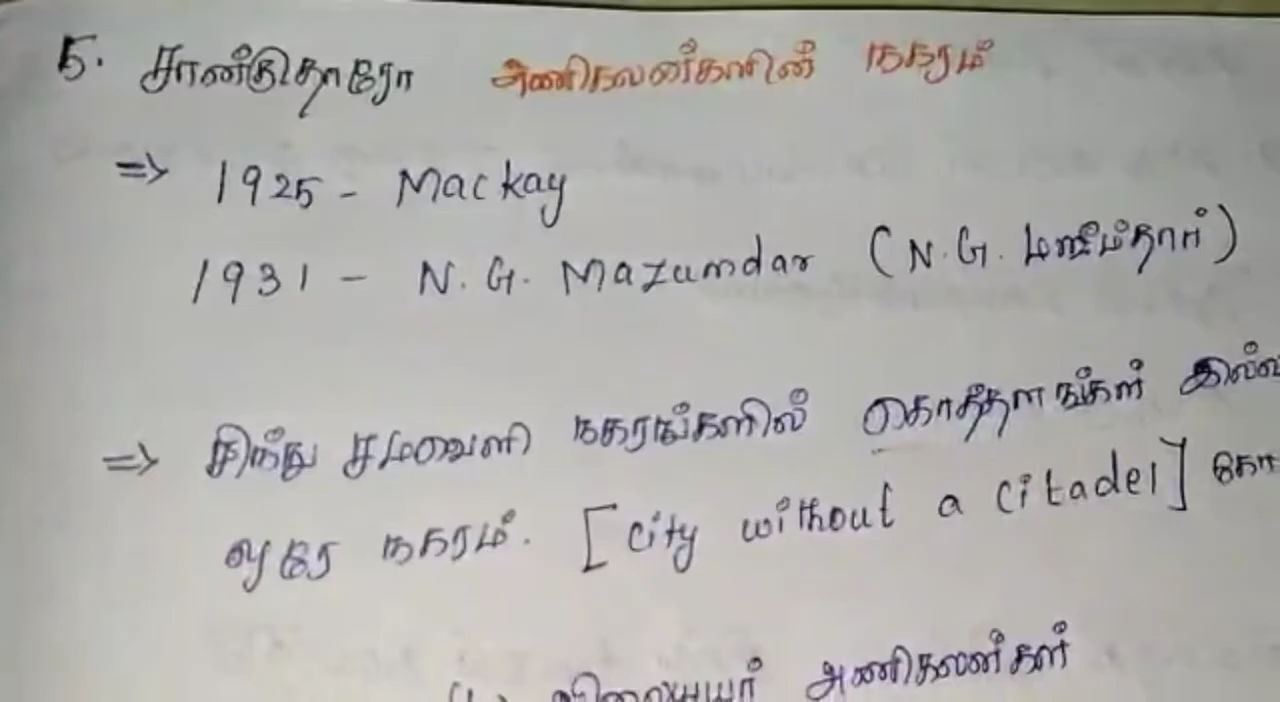 5. சான்குதாரோ அணிகலன்களின் நகரம்
=> 1925 - Mackay
1931 - N. G. Mazumdar (N.G. மஜும்தார்)
=> சிந்து சமவெளி நகரங்களில் கொத்தளங்கள்
ஒரே நகரம். [city without a citadel]
அணிகலன்கள்